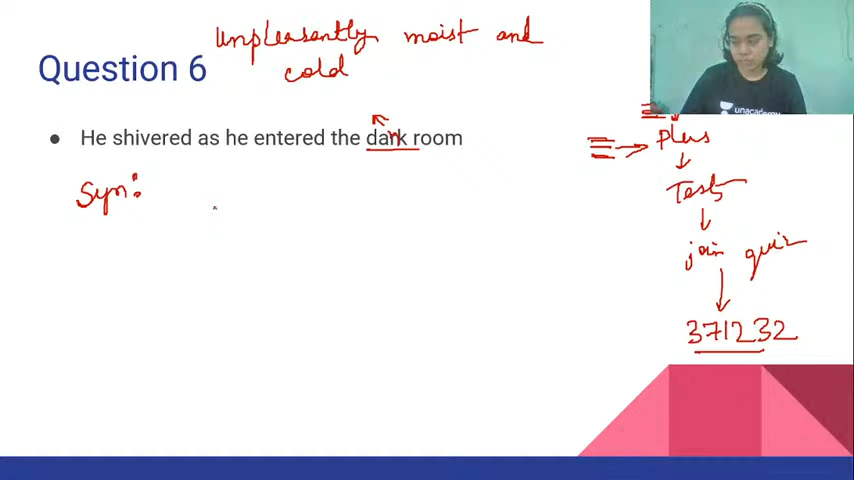 unpleasantly moist and
cold
Question 6
● He shivered as he entered the dank room
Syn:
Plus
Test
join quiz
371232
unacademy